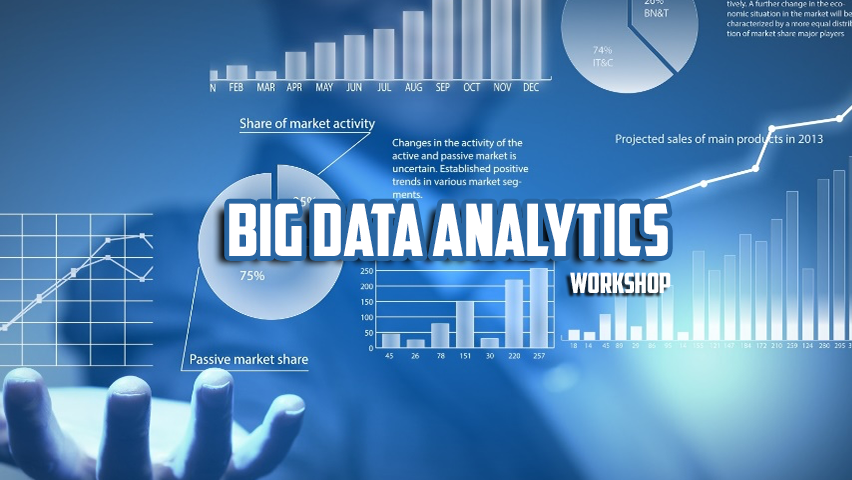 26%
BN&T
74%
IT&C
tively. A further change in the eco-
nomic situation in the market will be
characterized by a more equal distrib
tion of market share major players
N FEB MAR APR MAY JUN JUL AUG SEP OCT NOV DEC
Share of market activity
Changes in the activity of the
active and passive market is
uncertain. Established positive
trends in various market seg-
ments.
Projected sales of main products in 2013
BIG DATA ANALYTICS
WORKSHOP
75%
Passive market share
250
200
150
100
50
0
45 26 78 151 30 220 257